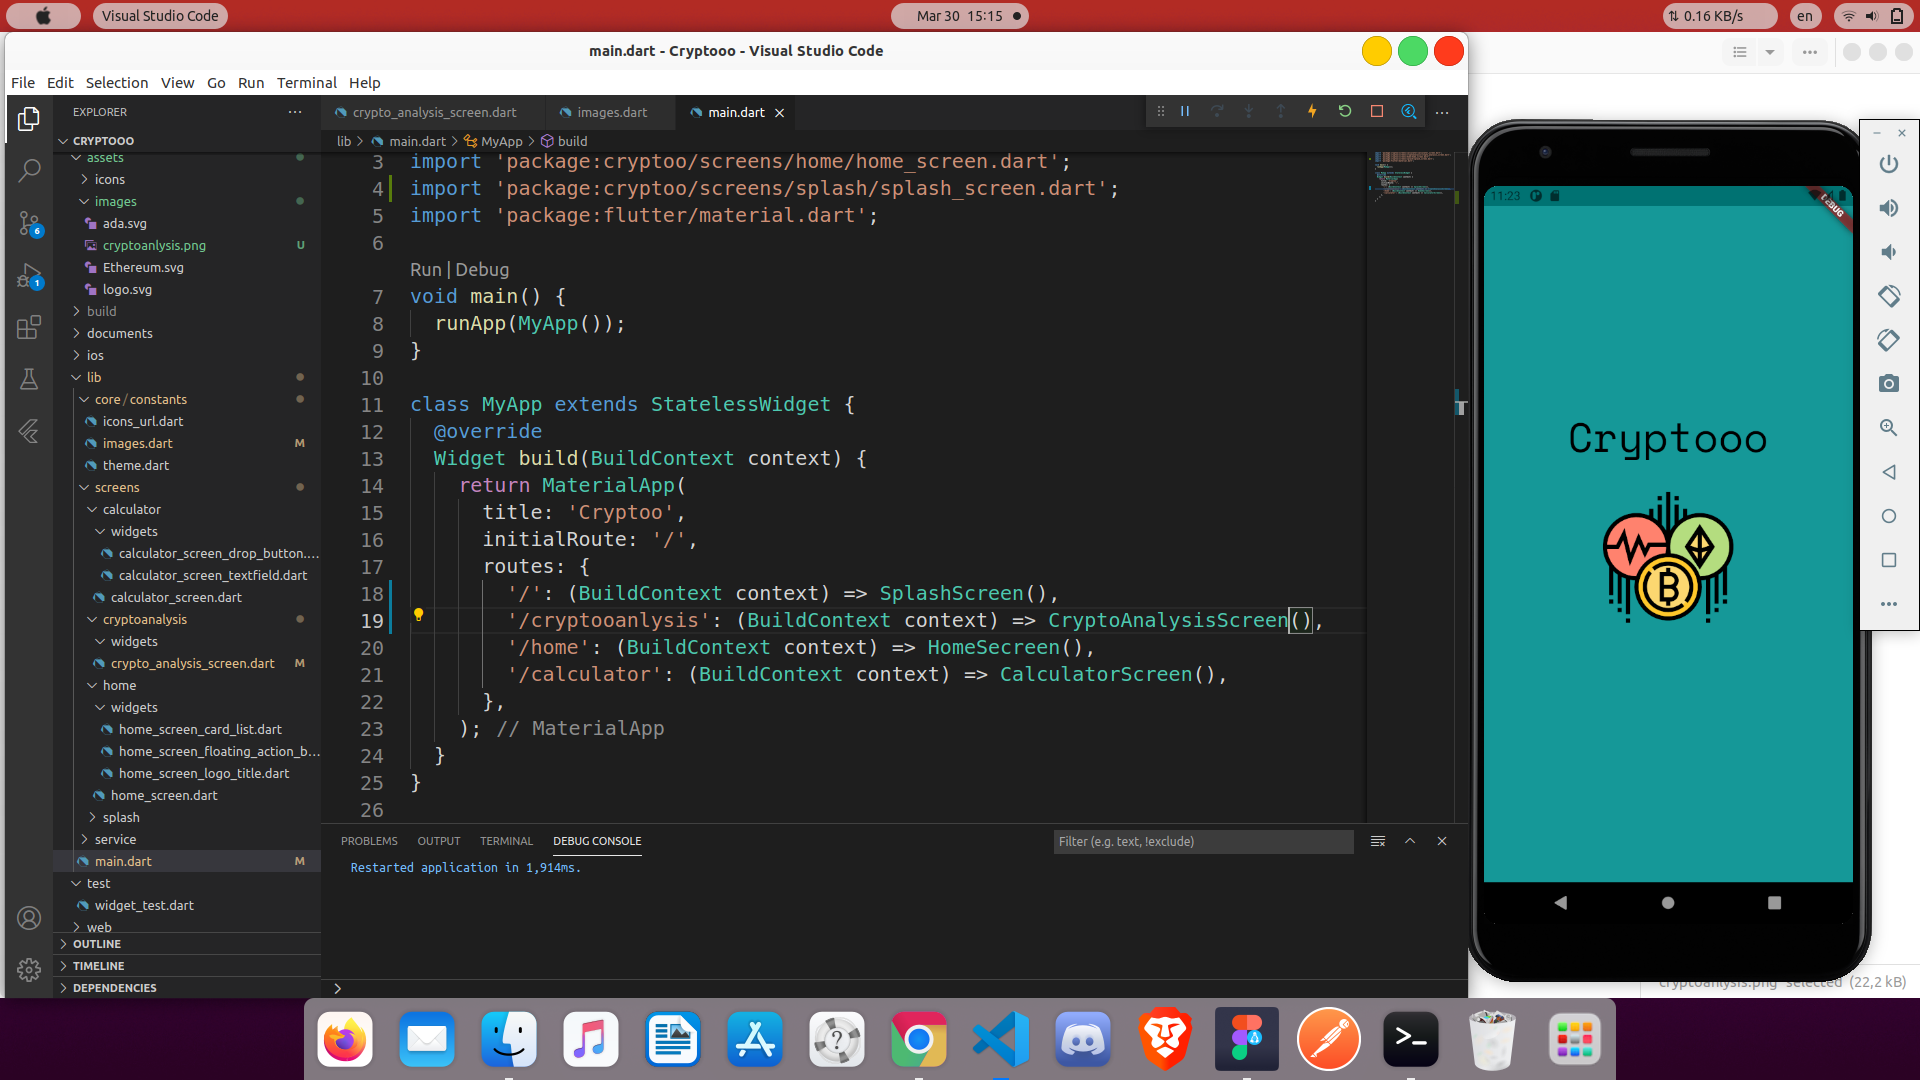 Visual Studio Code
Mar 30 15:15
0.16 KB/s
en
main.dart - Cryptooo - Visual Studio Code
File Edit Selection View Go Run Terminal Help
EXPLORER
CRYPTOOO
assets
icons
images
ada.svg
cryptoanlysis.png U
Ethereum.svg
logo.svg
build
documents
ios
lib
core/constants
icons_url.dart
images.dart M
theme.dart
screens
calculator
widgets
calculator_screen_drop_button....
calculator_screen_textfield.dart
calculator_screen.dart
cryptoanalysis
widgets
crypto_analysis_screen.dart M
home
widgets
home_screen_card_list.dart
home_screen_floating_action_b...
home_screen_logo_title.dart
home_screen.dart
splash
service
main.dart M
test
widget_test.dart
web
OUTLINE
TIMELINE
DEPENDENCIES
6
1
crypto_analysis_screen.dart images.dart main.dart
lib > main.dart > MyApp > build
3 import 'package:cryptoo/screens/home/home_screen.dart';
4 import 'package:cryptoo/screens/splash/splash_screen.dart';
5 import 'package:flutter/material.dart';
6
Run | Debug
7 void main() {
8 runApp(MyApp());
9 }
10
11 class MyApp extends StatelessWidget {
12 @override
13 Widget build(BuildContext context) {
14 return MaterialApp(
15 title: 'Cryptoo',
16 initialRoute: '/',
17 routes: {
18 '/': (BuildContext context) => SplashScreen(),
19 '/cryptooanlysis': (BuildContext context) => CryptoAnalysisScreen(),
20 '/home': (BuildContext context) => HomeSecreen(),
21 '/calculator': (BuildContext context) => CalculatorScreen(),
22 },
23 ); // MaterialApp
24 }
25 }
26
PROBLEMS OUTPUT TERMINAL DEBUG CONSOLE
Filter (e.g. text, !exclude)
Restarted application in 1,914ms.
11:23
DEBUG
Cryptooo
cryptoanlysis.png" selected (22,2 kB)